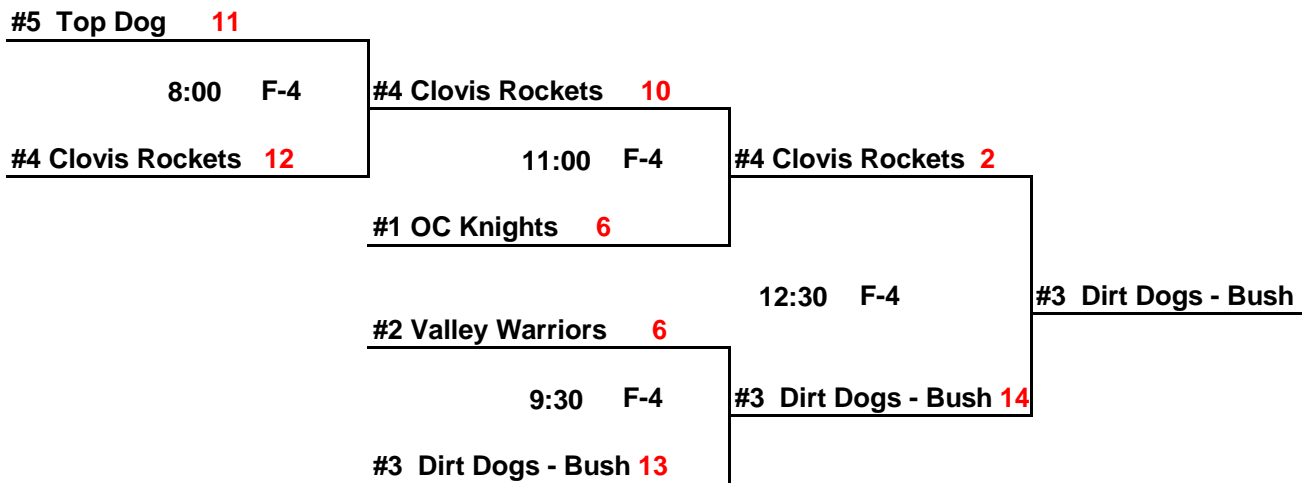 #5 Top Dog 11
8:00 F-4
#4 Clovis Rockets 10
#4 Clovis Rockets 12
11:00 F-4
#4 Clovis Rockets 2
#1 OC Knights 6
12:30 F-4
#3 Dirt Dogs - Bush
#2 Valley Warriors 6
9:30 F-4
#3 Dirt Dogs - Bush 14
#3 Dirt Dogs - Bush 13